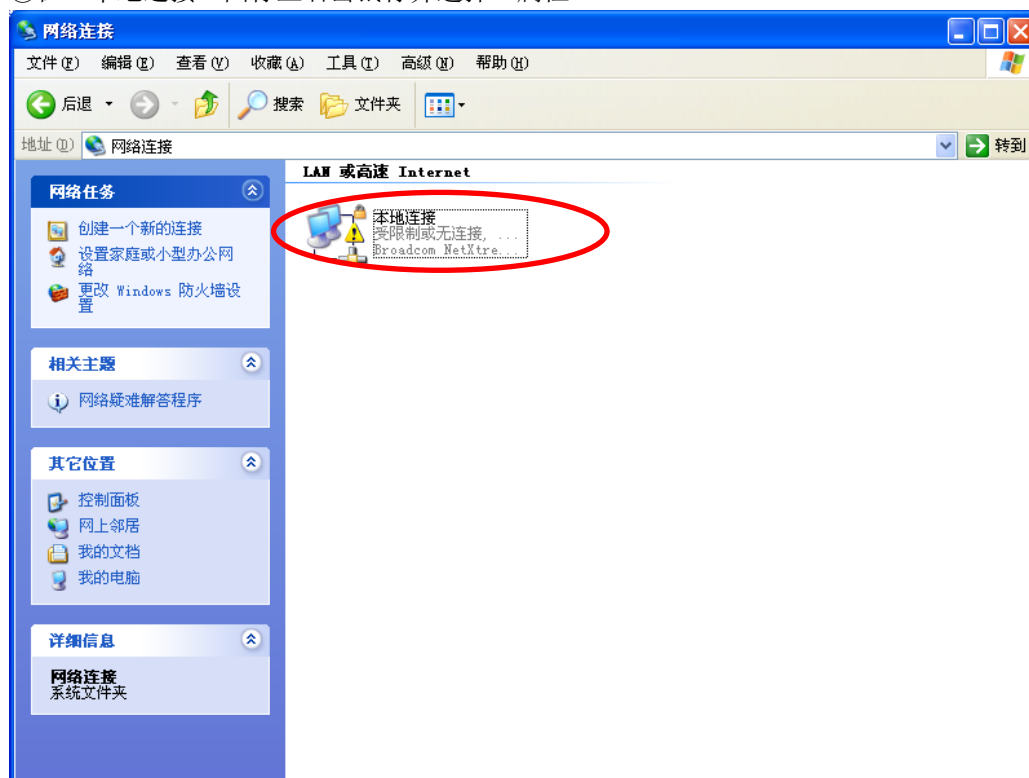 网络连接
文件(F) 编辑(E) 查看(V) 收藏(A) 工具(T) 高级(N) 帮助(H)
后退 搜索 文件夹
地址(D) 网络连接 转到
网络任务
创建一个新的连接
设置家庭或小型办公网
络
更改 Windows 防火墙设
置
相关主题
网络疑难解答程序
其它位置
控制面板
网上邻居
我的文档
我的电脑
详细信息
网络连接
系统文件夹
LAN 或高速 Internet
本地连接
受限制或无连接, ...
Broadcom NetXtre...